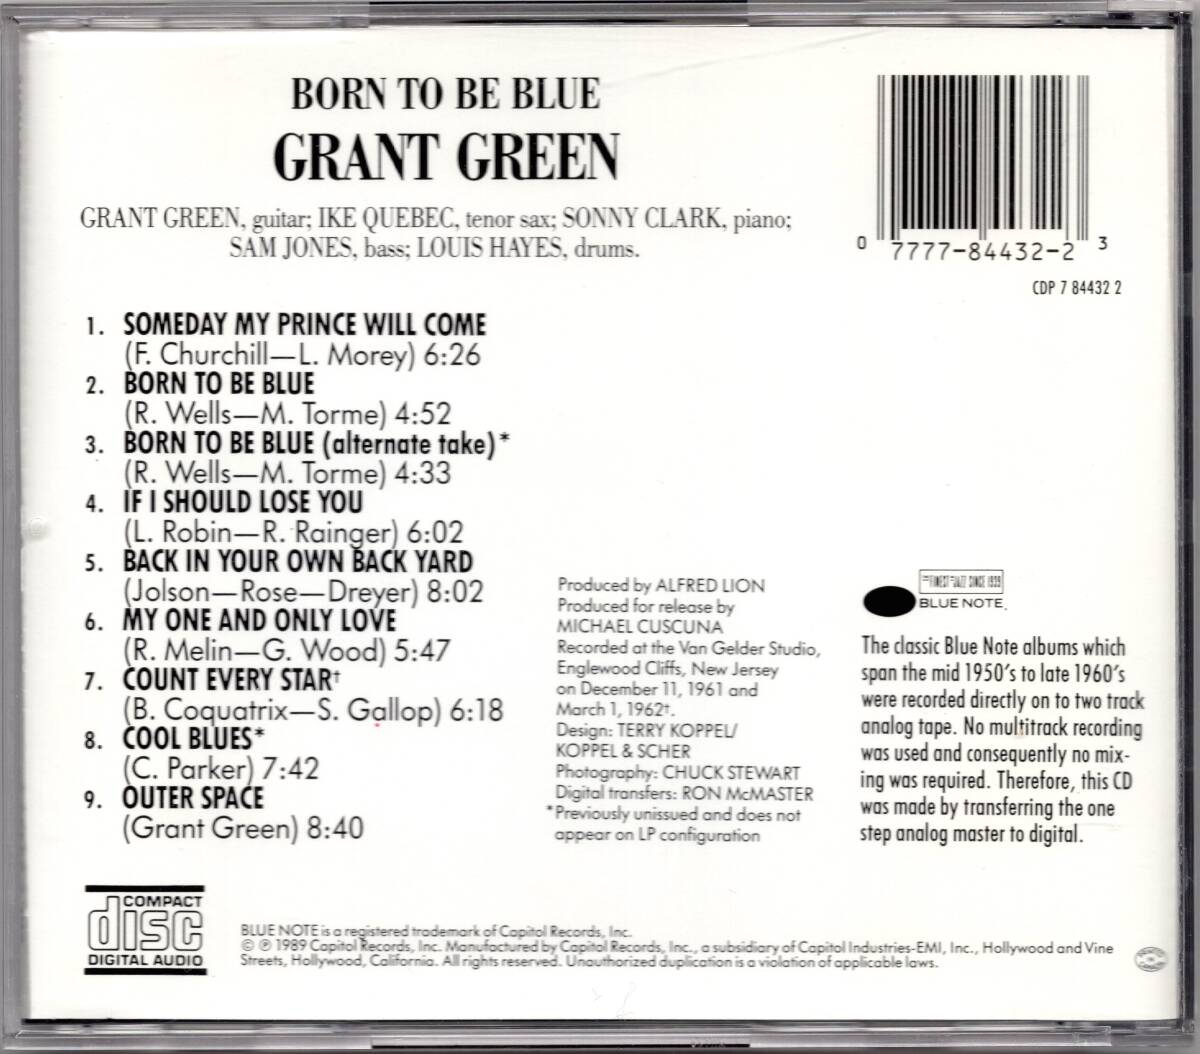 BORN TO BE BLUE
GRANT GREEN
GRANT GREEN, guitar; IKE QUEBEC, tenor sax; SONNY CLARK, piano;
SAM JONES, bass; LOUIS HAYES, drums.
0 7777-84432-2 3
CDP 7 84432 2
1. SOMEDAY MY PRINCE WILL COME
(F. Churchill—L. Morey) 6:26
2. BORN TO BE BLUE
(R. Wells—M. Torme) 4:52
3. BORN TO BE BLUE (alternate take)*
(R. Wells—M. Torme) 4:33
4. IF I SHOULD LOSE YOU
(L. Robin—R. Rainger) 6:02
5. BACK IN YOUR OWN BACK YARD
(Jolson—Rose—Dreyer) 8:02
6. MY ONE AND ONLY LOVE
(R. Melin—G. Wood) 5:47
7. COUNT EVERY STAR†
(B. Coquatrix—S. Gallop) 6:18
8. COOL BLUES*
(C. Parker) 7:42
9. OUTER SPACE
(Grant Green) 8:40
Produced by ALFRED LION
Produced for release by
MICHAEL CUSCUNA
Recorded at the Van Gelder Studio,
Englewood Cliffs, New Jersey
on December 11, 1961 and
March 1, 1962†.
Design: TERRY KOPPEL/
KOPPEL & SCHER
Photography: CHUCK STEWART
Digital transfers: RON McMASTER
*Previously unissued and does not
appear on LP configuration
THE FINEST IN JAZZ SINCE 1939
BLUE NOTE
The classic Blue Note albums which
span the mid 1950's to late 1960's
were recorded directly on to two track
analog tape. No multitrack recording
was used and consequently no mix-
ing was required. Therefore, this CD
was made by transferring the one
step analog master to digital.
COMPACT
disc
DIGITAL AUDIO
BLUE NOTE is a registered trademark of Capitol Records, Inc.
© ℗ 1989 Capitol Records, Inc. Manufactured by Capitol Records, Inc., a subsidiary of Capitol Industries-EMI, Inc., Hollywood and Vine
Streets, Hollywood, California. All rights reserved. Unauthorized duplication is a violation of applicable laws.